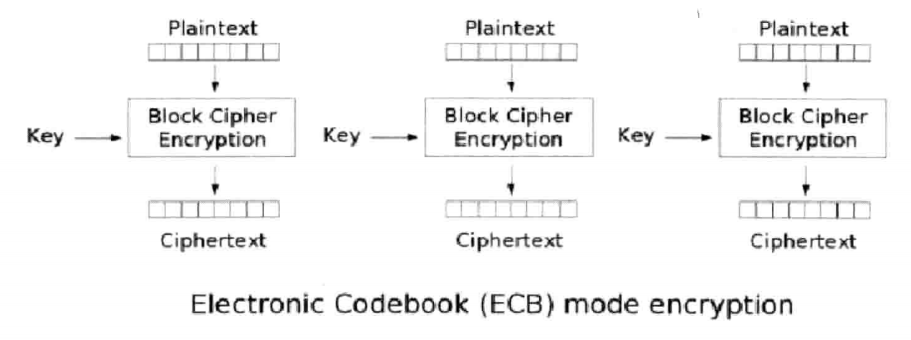 Plaintext Plaintext Plaintext
Key Block Cipher Encryption Key Block Cipher Encryption Key Block Cipher Encryption
Ciphertext Ciphertext Ciphertext
Electronic Codebook (ECB) mode encryption